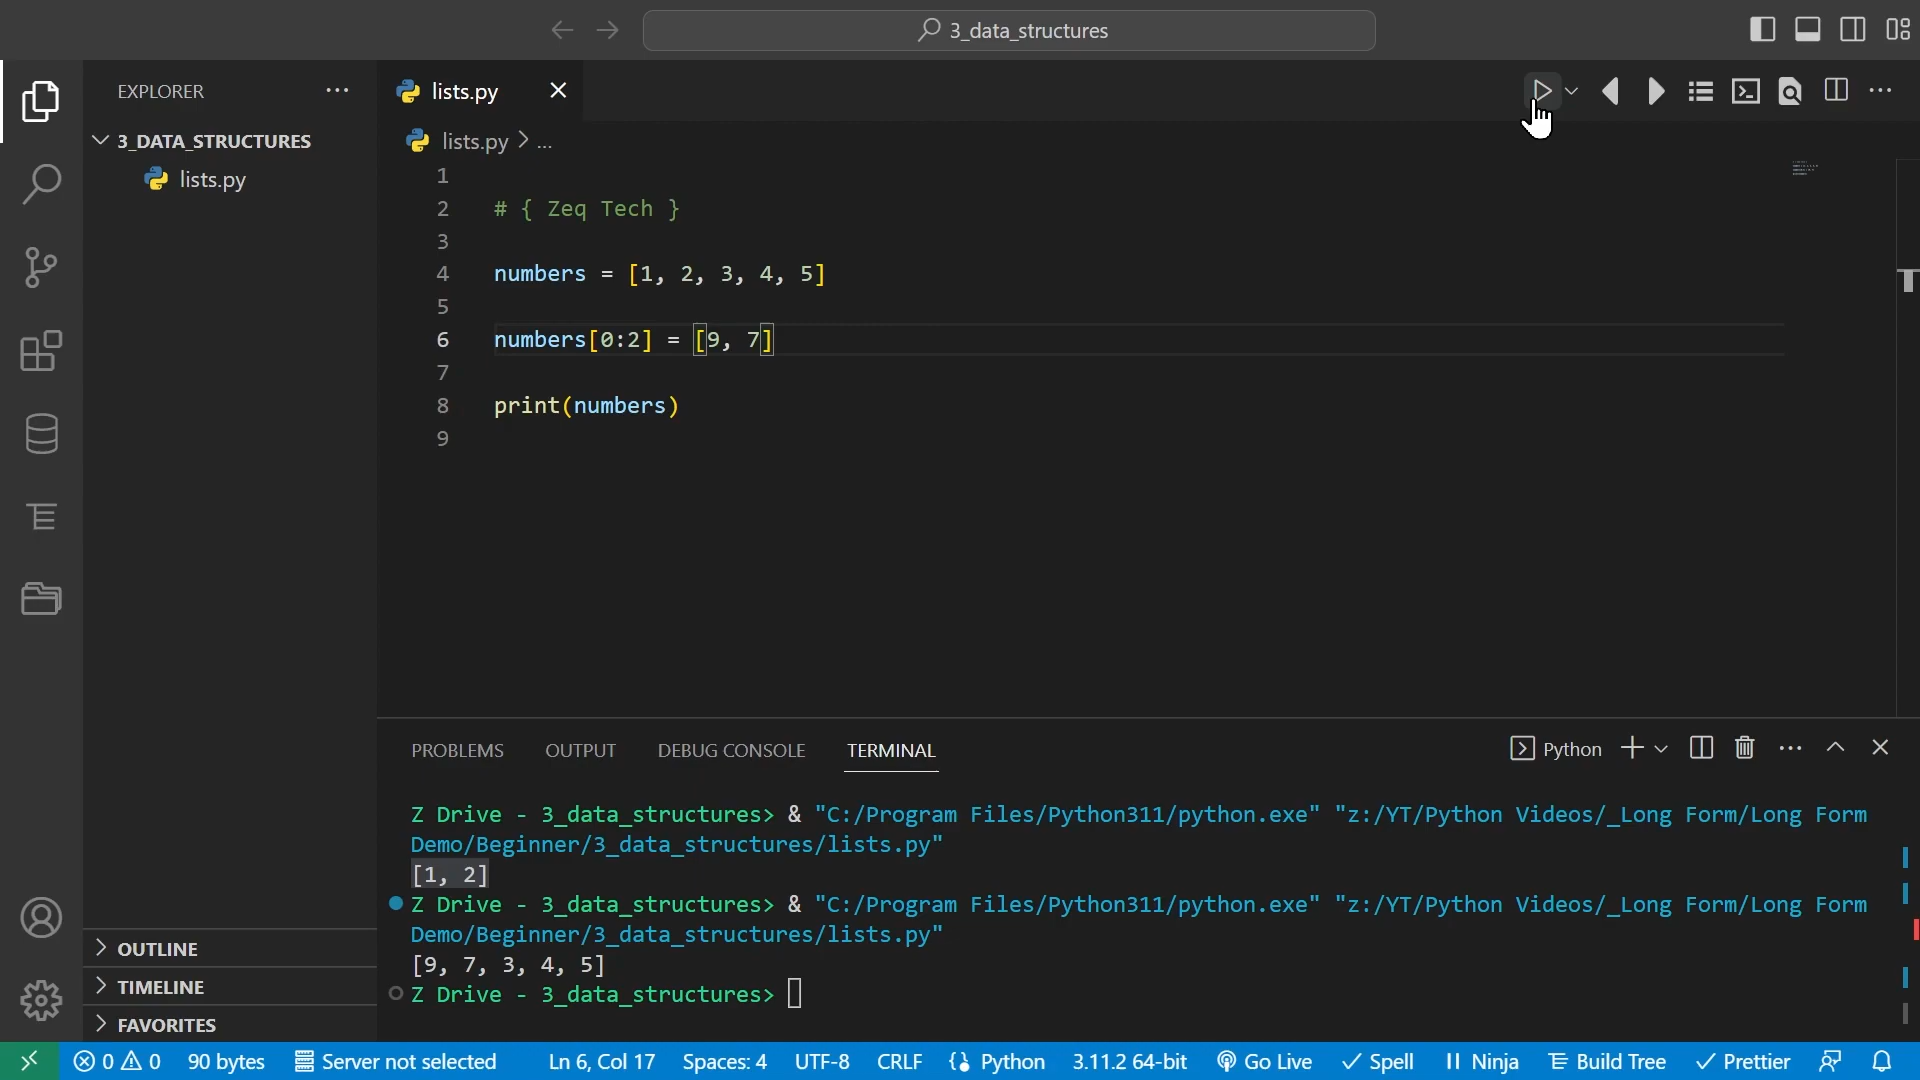 3_data_structures
EXPLORER
lists.py
3_DATA_STRUCTURES
lists.py > ...
lists.py
1
2 # { Zeq Tech }
3
4 numbers = [1, 2, 3, 4, 5]
5
6 numbers[0:2] = [9, 7]
7
8 print(numbers)
9
PROBLEMS OUTPUT DEBUG CONSOLE TERMINAL Python
Z Drive - 3_data_structures> & "C:/Program Files/Python311/python.exe" "z:/YT/Python Videos/_Long Form/Long Form
Demo/Beginner/3_data_structures/lists.py"
[1, 2]
Z Drive - 3_data_structures> & "C:/Program Files/Python311/python.exe" "z:/YT/Python Videos/_Long Form/Long Form
Demo/Beginner/3_data_structures/lists.py"
[9, 7, 3, 4, 5]
Z Drive - 3_data_structures>
OUTLINE
TIMELINE
FAVORITES
0 0 90 bytes Server not selected Ln 6, Col 17 Spaces: 4 UTF-8 CRLF Python 3.11.2 64-bit Go Live Spell Ninja Build Tree Prettier